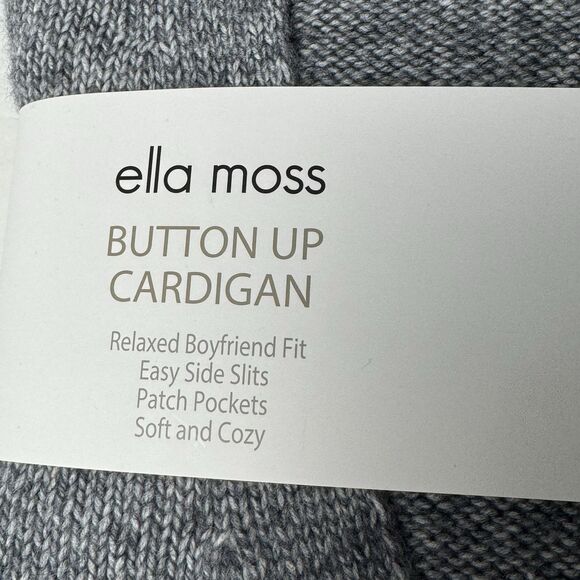 ella moss
BUTTON UP
CARDIGAN
Relaxed Boyfriend Fit
Easy Side Slits
Patch Pockets
Soft and Cozy